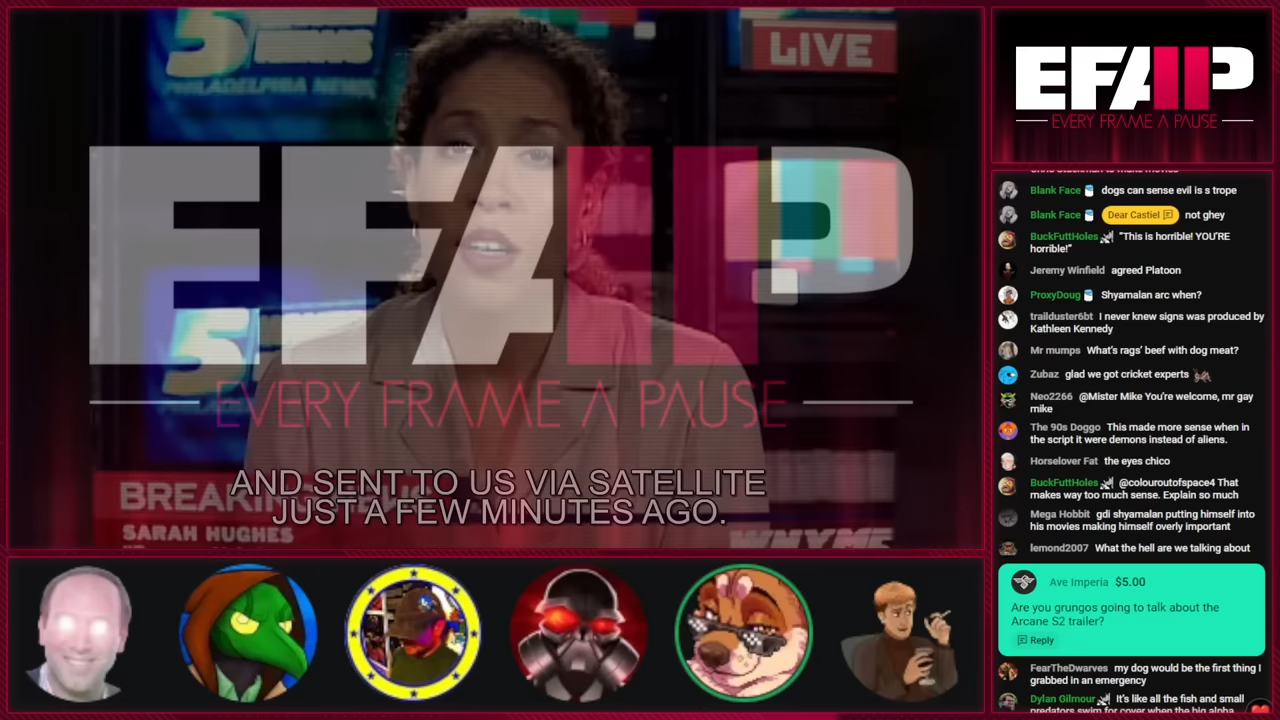 5
NEWS
PHILADELPHIA NEWS
LIVE
EFAP
EVERY FRAME A PAUSE
5
AND SENT TO US VIA SATELLITE
JUST A FEW MINUTES AGO.
SARAH HUGHES
EFAP
EVERY FRAME A PAUSE
Blank Face dogs can sense evil is s trope
Blank Face Dear Castiel not ghey
BuckFuttHoles "This is horrible! YOU'RE
horrible!"
Jeremy Winfield agreed Platoon
ProxyDoug Shyamalan arc when?
trailduster6bt I never knew signs was produced by
Kathleen Kennedy
Mr mumps What's rags' beef with dog meat?
Zubaz glad we got cricket experts
Neo2266 @Mister Mike You're welcome, mr gay
mike
The 90s Doggo This made more sense when in
the script it were demons instead of aliens.
Horselover Fat the eyes chico
BuckFuttHoles @colouroutofspace4 That
makes way too much sense. Explain so much
Mega Hobbit gdi shyamalan putting himself into
his movies making himself overly important
lemond2007 What the hell are we talking about
Ave Imperia $5.00
Are you grungos going to talk about the
Arcane S2 trailer?
Reply
FearTheDwarves my dog would be the first thing I
grabbed in an emergency
Dylan Gilmour It's like all the fish and small
predators swim for cover when the big alpha